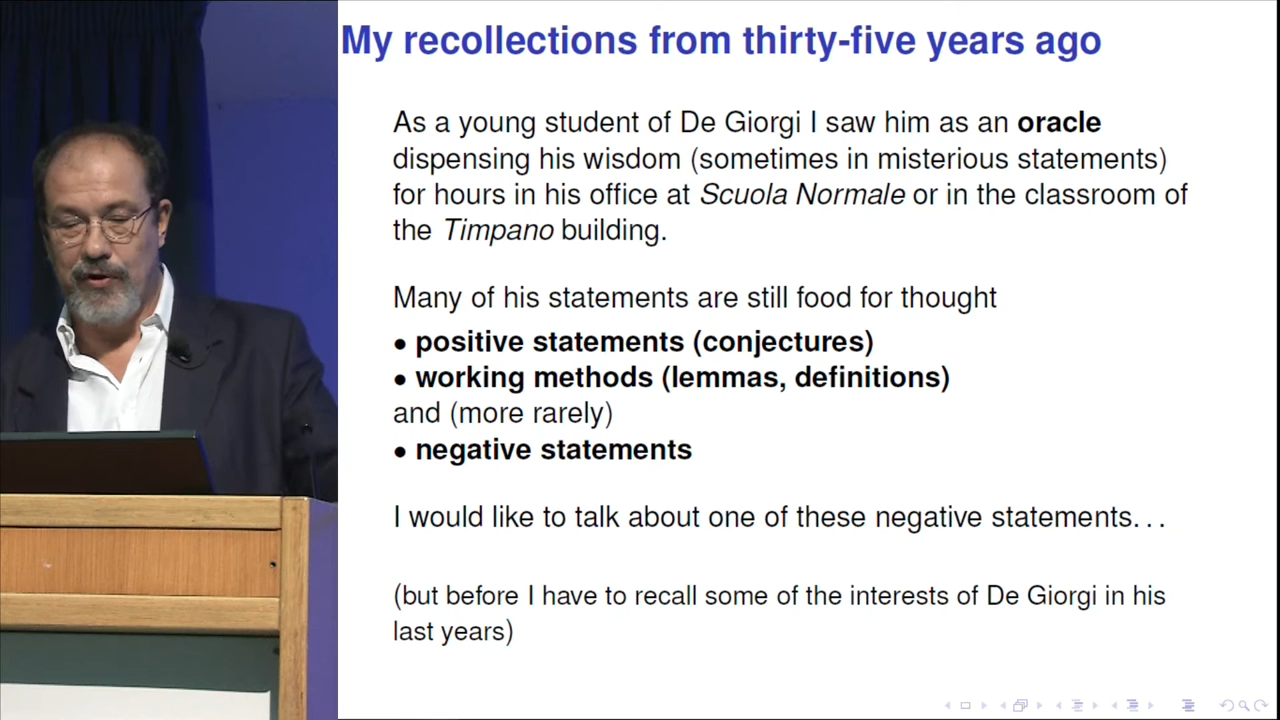 My recollections from thirty-five years ago
As a young student of De Giorgi I saw him as an oracle
dispensing his wisdom (sometimes in misterious statements)
for hours in his office at Scuola Normale or in the classroom of
the Timpano building.
Many of his statements are still food for thought
• positive statements (conjectures)
• working methods (lemmas, definitions)
and (more rarely)
• negative statements
I would like to talk about one of these negative statements...
(but before I have to recall some of the interests of De Giorgi in his
last years)